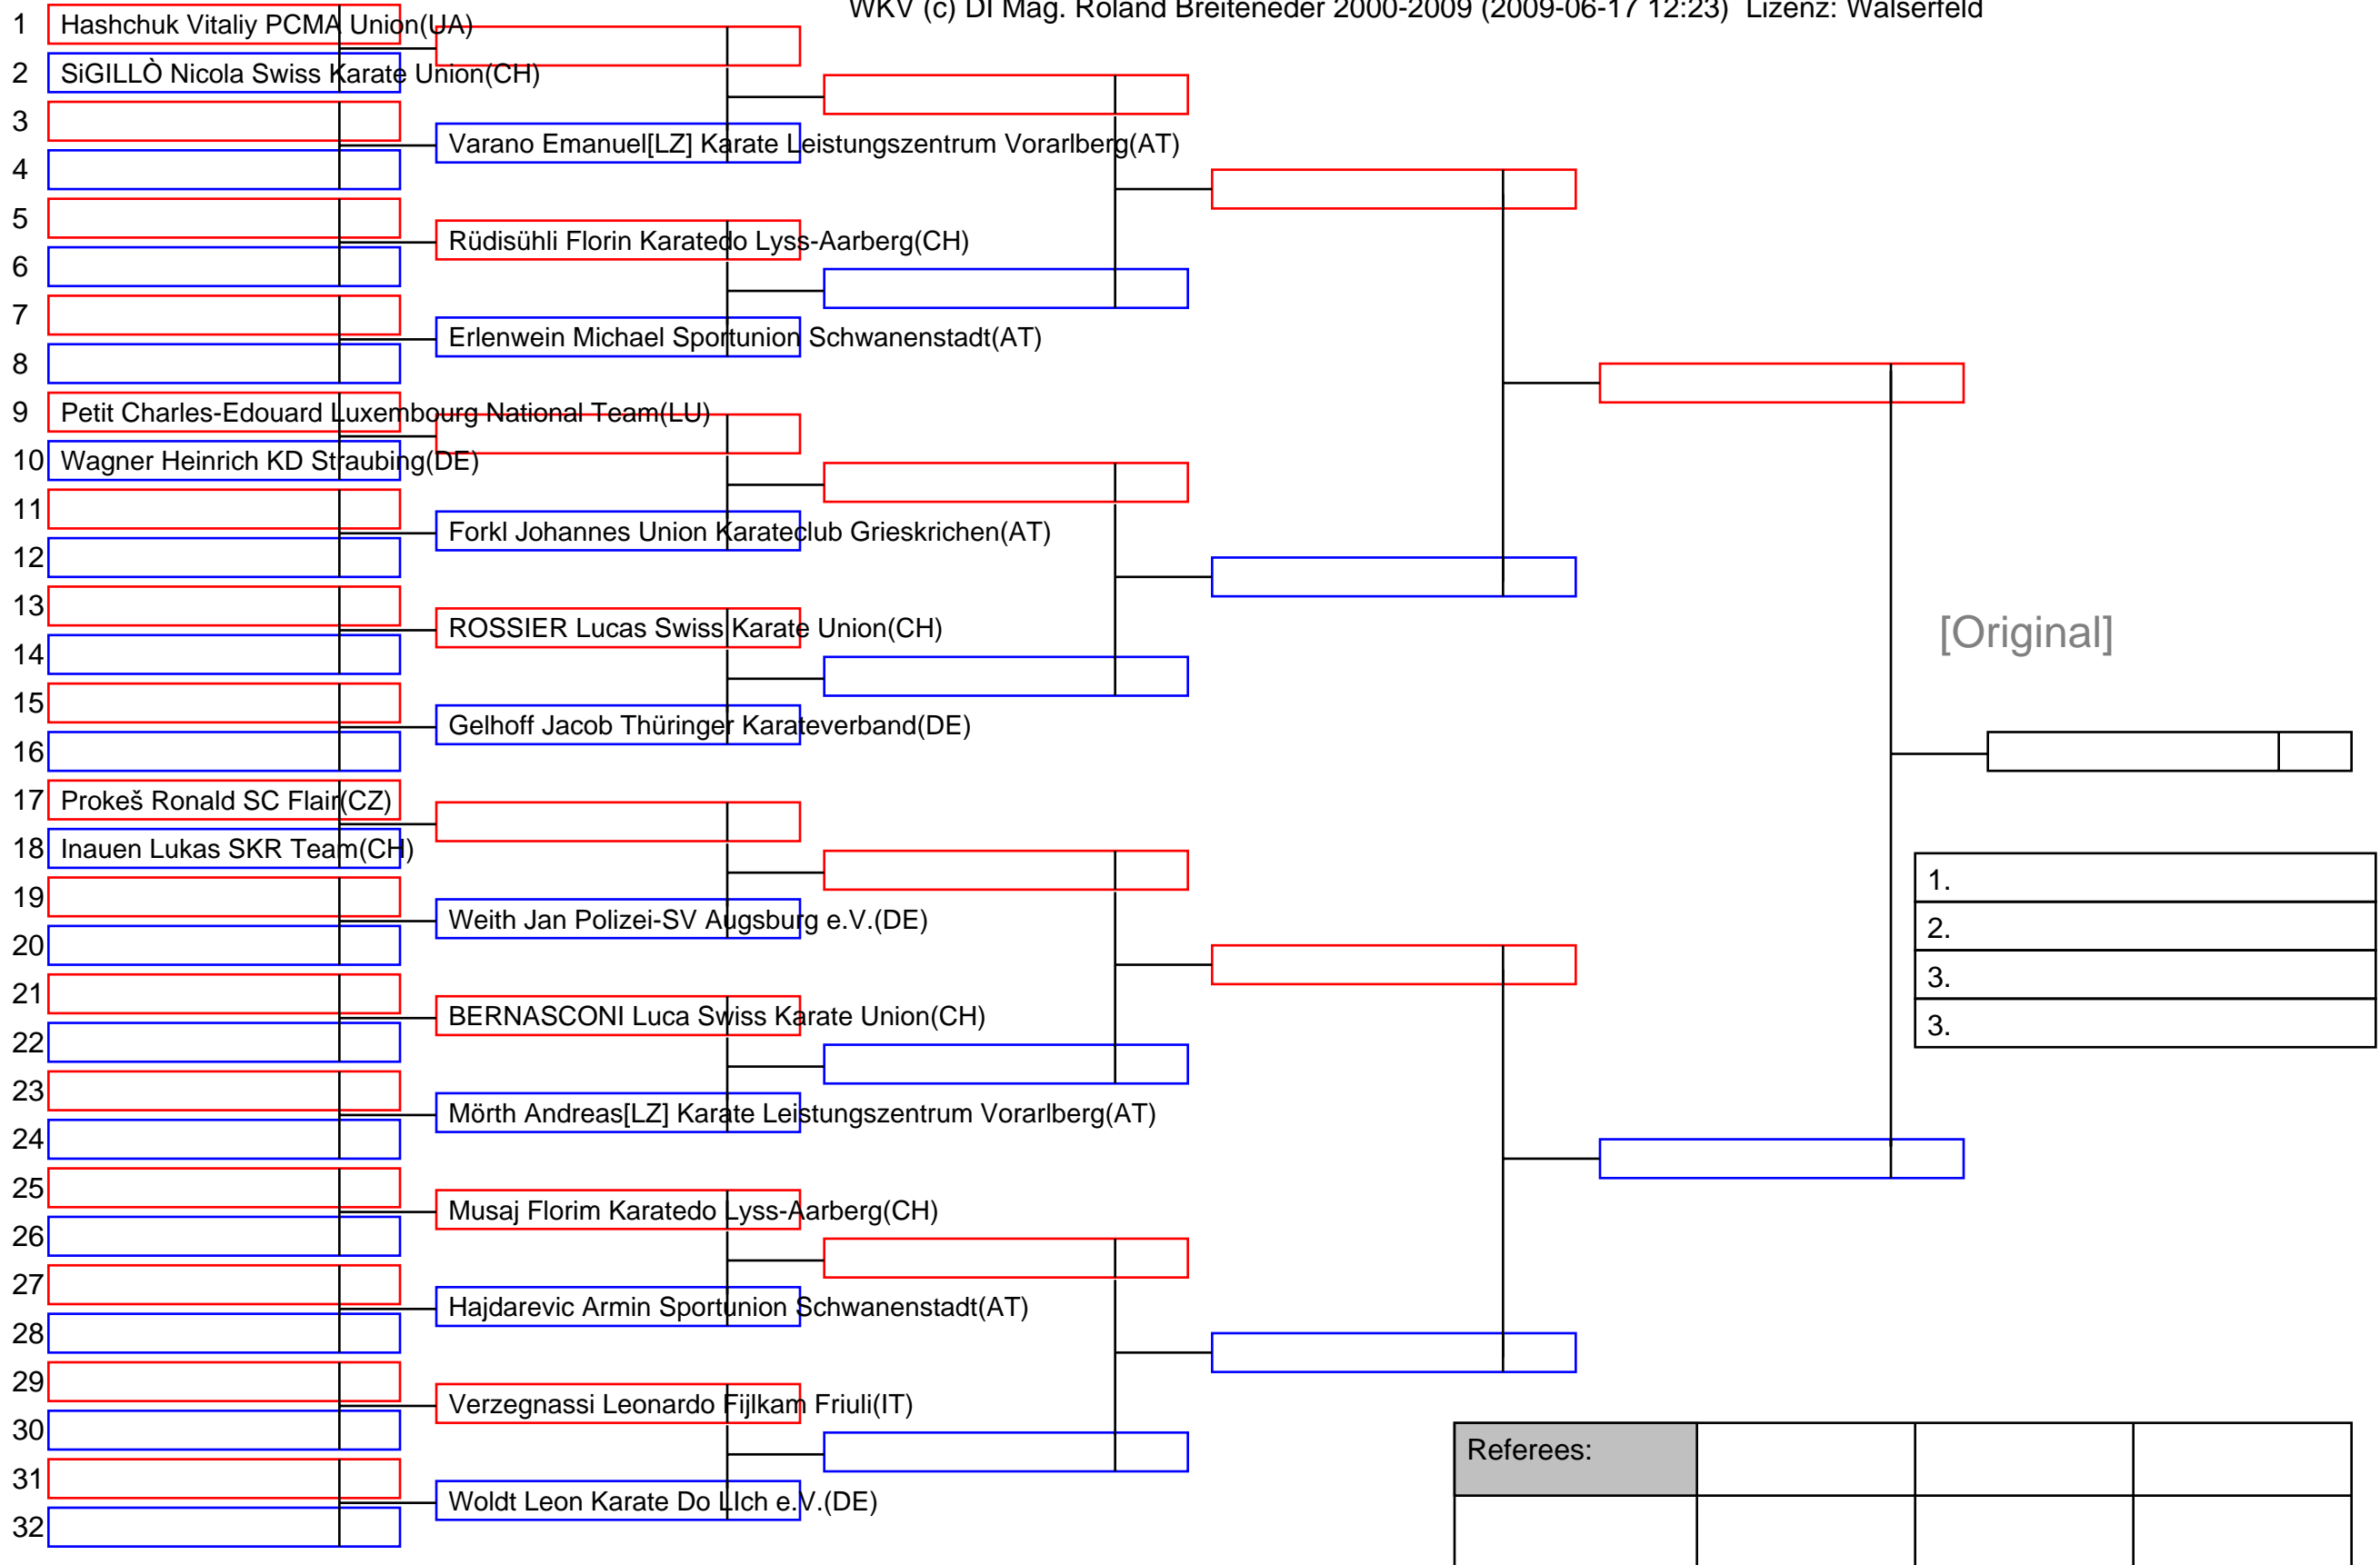 WKV (c) DI Mag. Roland Breiteneder 2000-2009 (2009-06-17 12:23) Lizenz: Walserfeld
1 Hashchuk Vitaliy PCMA Union(UA)
2 SiGILLÒ Nicola Swiss Karate Union(CH)
3
Varano Emanuel[LZ] Karate Leistungszentrum Vorarlberg(AT)
4
5
Rüdisühli Florin Karatedo Lyss-Aarberg(CH)
6
7
Erlenwein Michael Sportunion Schwanenstadt(AT)
8
9 Petit Charles-Edouard Luxembourg National Team(LU)
10 Wagner Heinrich KD Straubing(DE)
11
Forkl Johannes Union Karateclub Grieskrichen(AT)
12
13
ROSSIER Lucas Swiss Karate Union(CH)
14
[Original]
15
Gelhoff Jacob Thüringer Karateverband(DE)
16
17 Prokeš Ronald SC Flair(CZ)
18 Inauen Lukas SKR Team(CH)
19
Weith Jan Polizei-SV Augsburg e.V.(DE)
20
21
BERNASCONI Luca Swiss Karate Union(CH)
22
1.
2.
3.
3.
23
Mörth Andreas[LZ] Karate Leistungszentrum Vorarlberg(AT)
24
25
Musaj Florim Karatedo Lyss-Aarberg(CH)
26
27
Hajdarevic Armin Sportunion Schwanenstadt(AT)
28
29
Verzegnassi Leonardo Fijlkam Friuli(IT)
30
31
Woldt Leon Karate Do LIch e.V.(DE)
32
Referees: